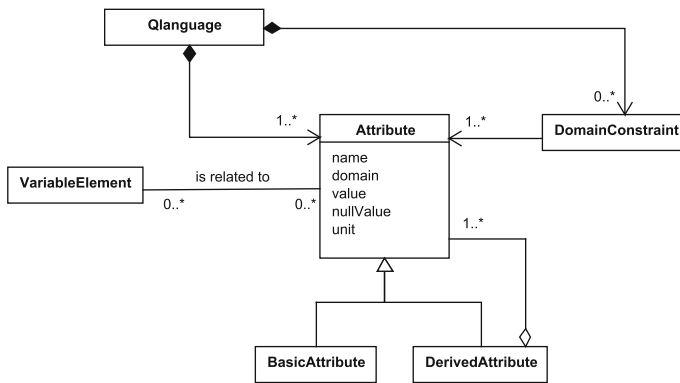 Qlanguage
0..*
1..*
Attribute
1..*
DomainConstraint
name
domain
value
nullValue
unit
VariableElement
is related to
0..*
0..*
1..*
BasicAttribute
DerivedAttribute